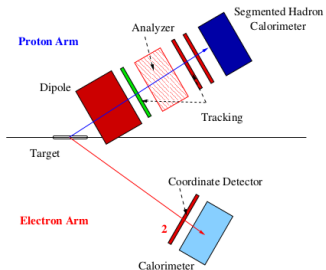 Segmented Hadron
Calorimeter
Analyzer
Proton Arm
Dipole
Tracking
Target
Coordinate Detector
Electron Arm
2
Calorimeter